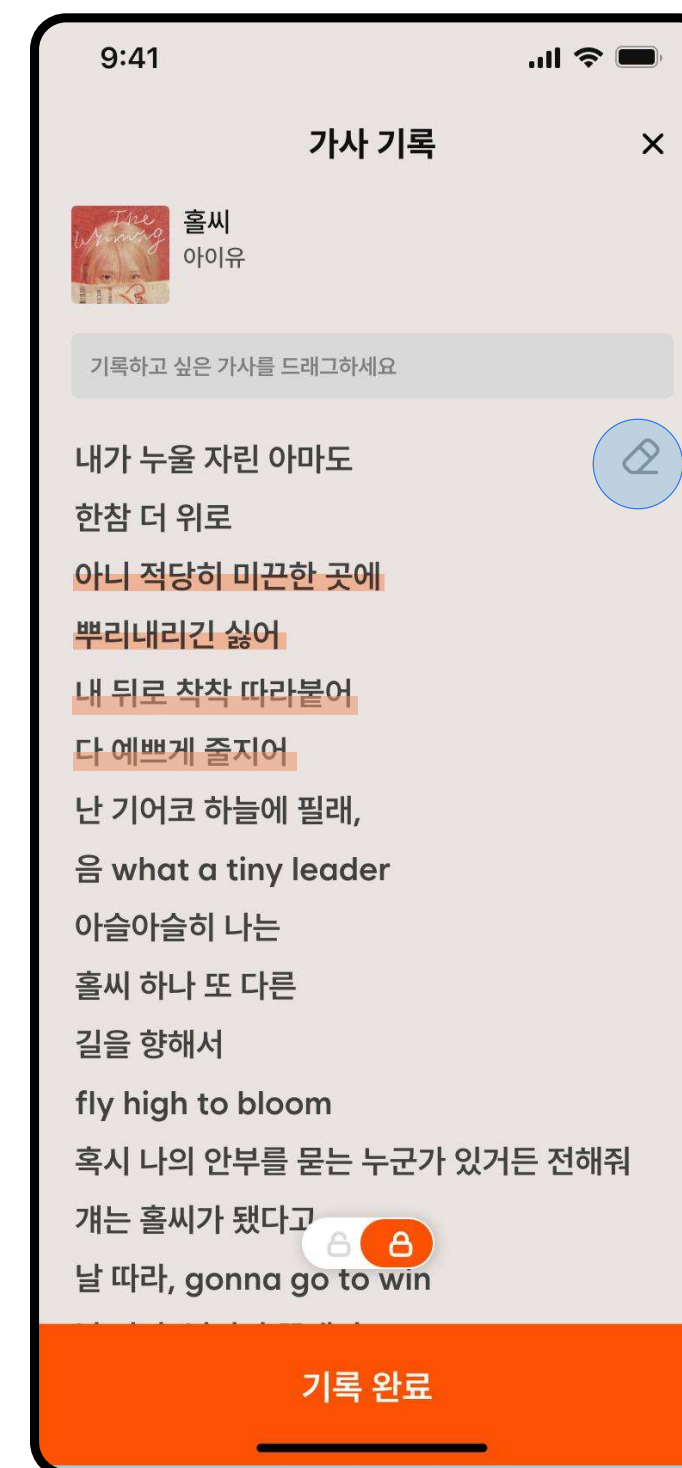 9:41
가사 기록
The
Winning
홀씨
아이유
기록하고 싶은 가사를 드래그하세요
내가 누울 자린 아마도
한참 더 위로
아니 적당히 미끈한 곳에
뿌리내리긴 싫어
내 뒤로 착착 따라붙어
다 예쁘게 줄지어
난 기어코 하늘에 필래,
음 what a tiny leader
아슬아슬히 나는
홀씨 하나 또 다른
길을 향해서
fly high to bloom
혹시 나의 안부를 묻는 누군가 있거든 전해줘
걔는 홀씨가 됐다고
날 따라, gonna go to win
기록 완료